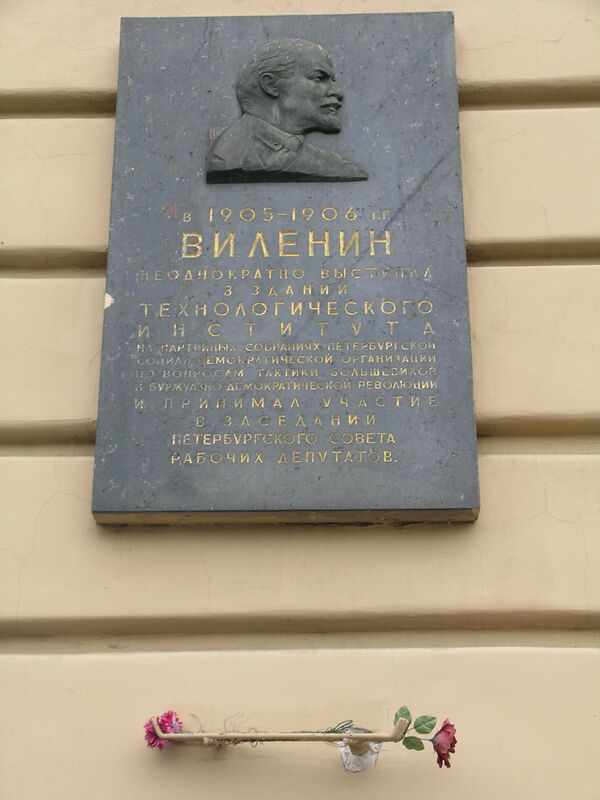 В 1905-1906 ГГ.
В.И.ЛЕНИН
НЕОДНОКРАТНО ВЫСТУПАЛ
В ЗДАНИИ
ТЕХНОЛОГИЧЕСКОГО
ИНСТИТУТА
НА ПАРТИЙНЫХ СОБРАНИЯХ ПЕТЕРБУРГСКОЙ
СОЦИАЛ ДЕМОКРАТИЧЕСКОЙ ОРГАНИЗАЦИИ
ПО ВОПРОСАМ ТАКТИКИ БОЛЬШЕВИКОВ
В БУРЖУАЗНО ДЕМОКРАТИЧЕСКОЙ РЕВОЛЮЦИИ
И ПРИНИМАЛ УЧАСТИЕ
В ЗАСЕДАНИИ
ПЕТЕРБУРГСКОГО СОВЕТА
РАБОЧИХ ДЕПУТАТОВ.